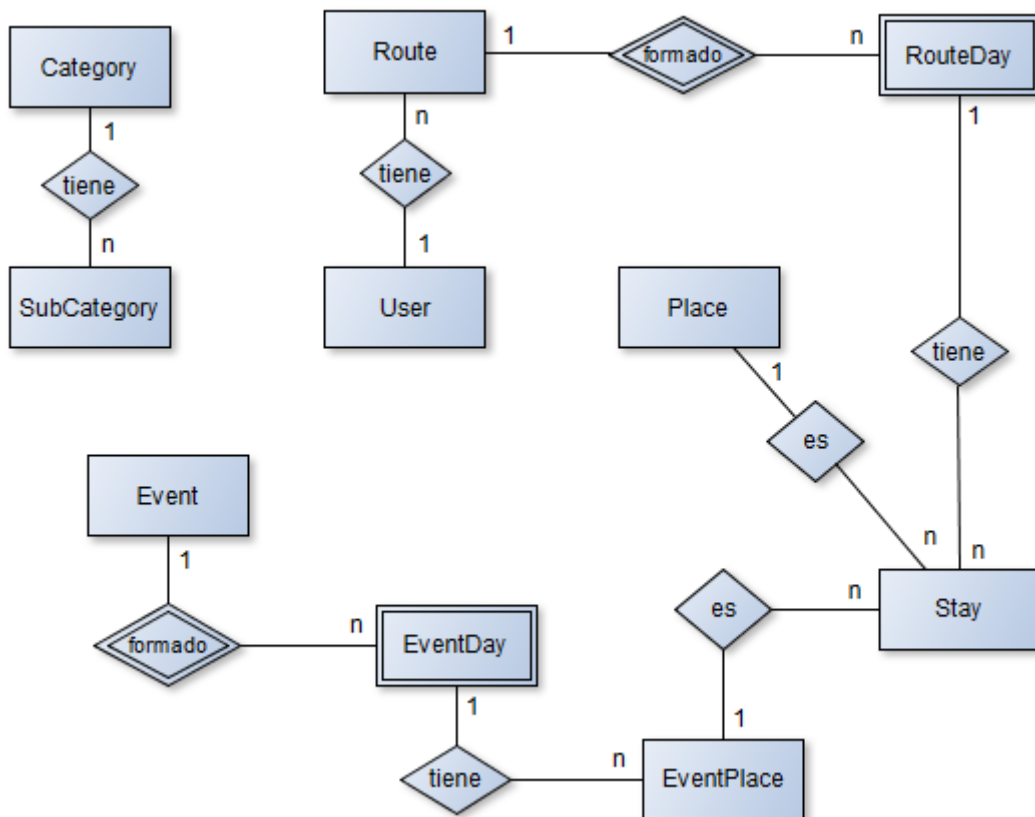 Category
1
tiene
n
SubCategory
Route
1
formado
n
RouteDay
n
tiene
1
User
1
tiene
n
Place
1
es
n
Stay
Event
1
formado
n
EventDay
1
tiene
n
EventPlace
1
es
n